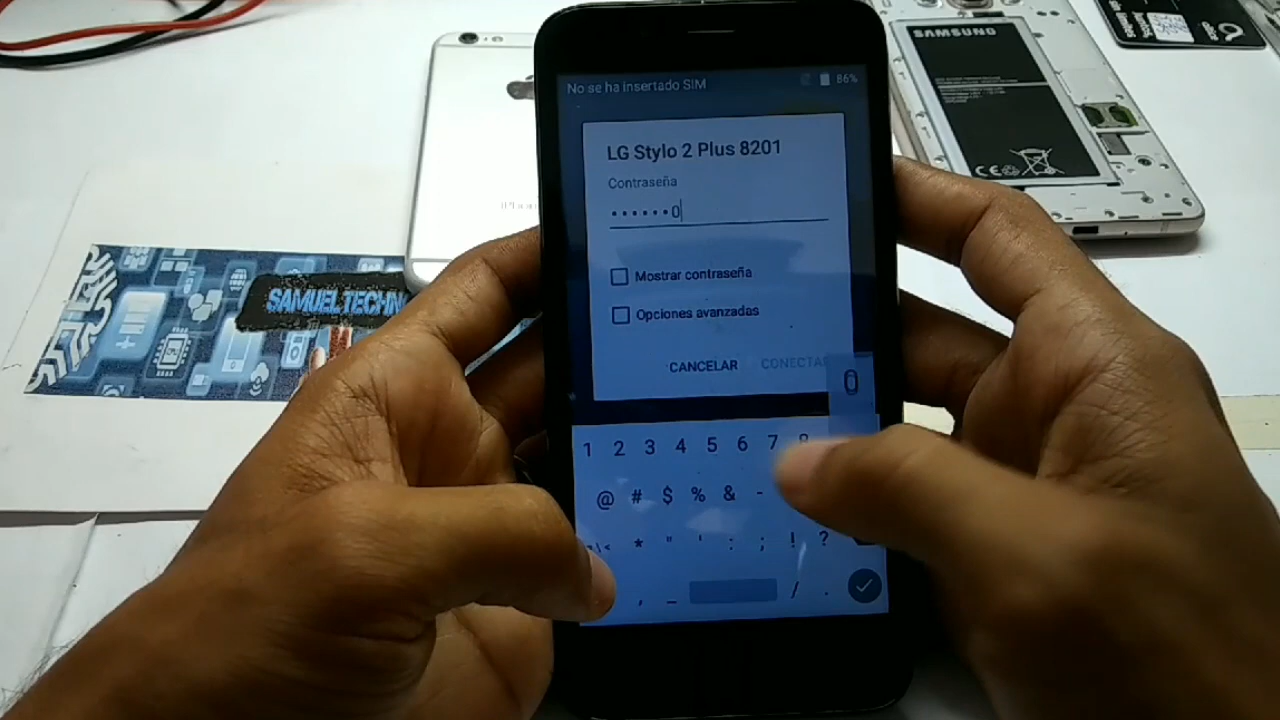 SAMSUNG
No se ha insertado SIM
86%
LG Stylo 2 Plus 8201
Contraseña
••••••0
Mostrar contraseña
Opciones avanzadas
CANCELAR CONECTA
0
SAMUEL TECHN
1 2 3 4 5 6 7 8
@ # $ % & -
* " ' : ; ! ?
, _ / .